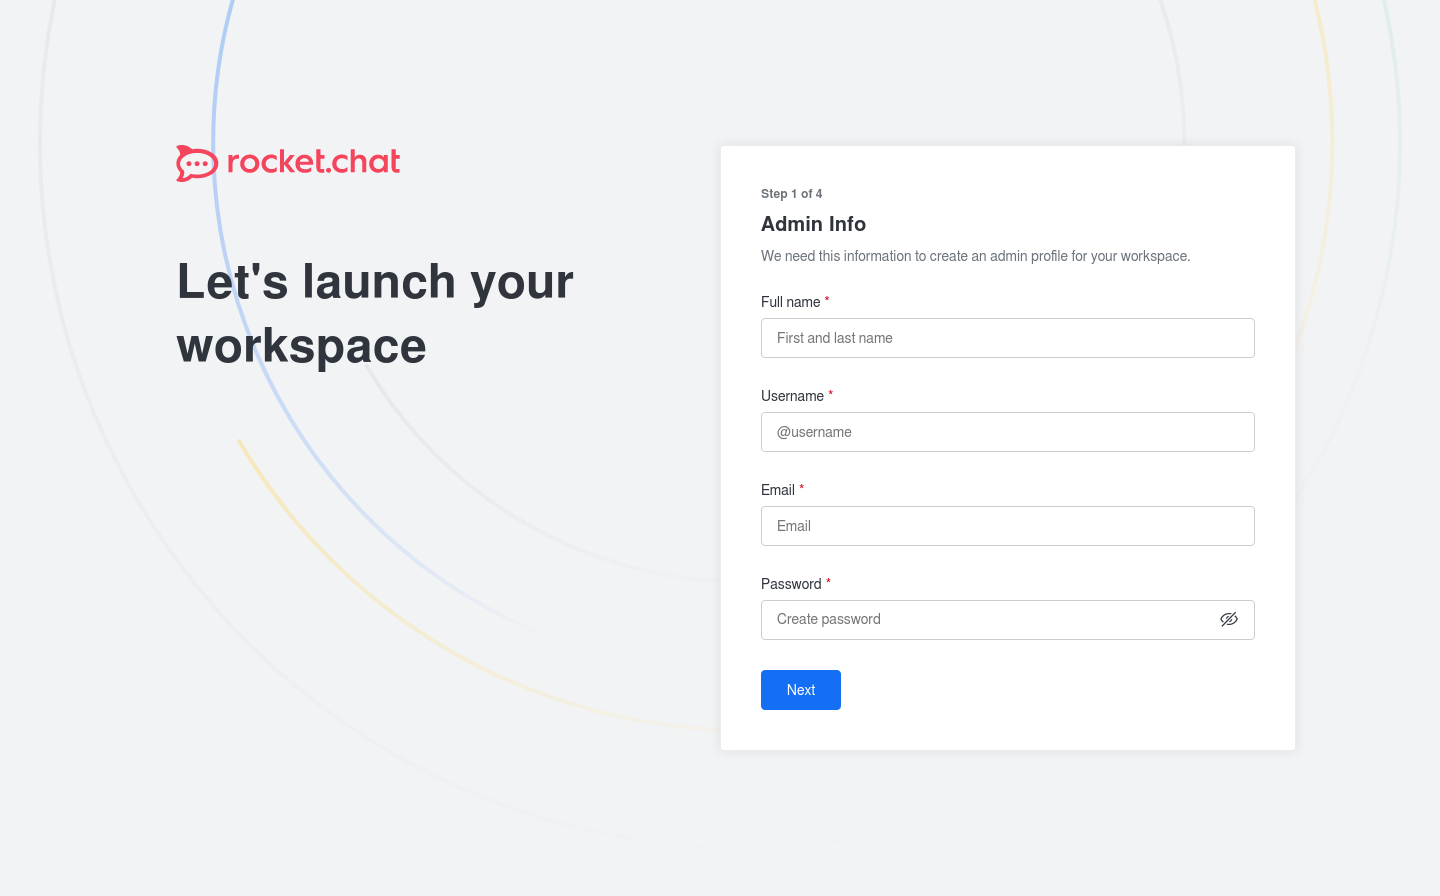 rocket.chat
Let's launch your
workspace
Step 1 of 4
Admin Info
We need this information to create an admin profile for your workspace.
Full name *
First and last name
Username *
@username
Email *
Email
Password *
Create password
Next